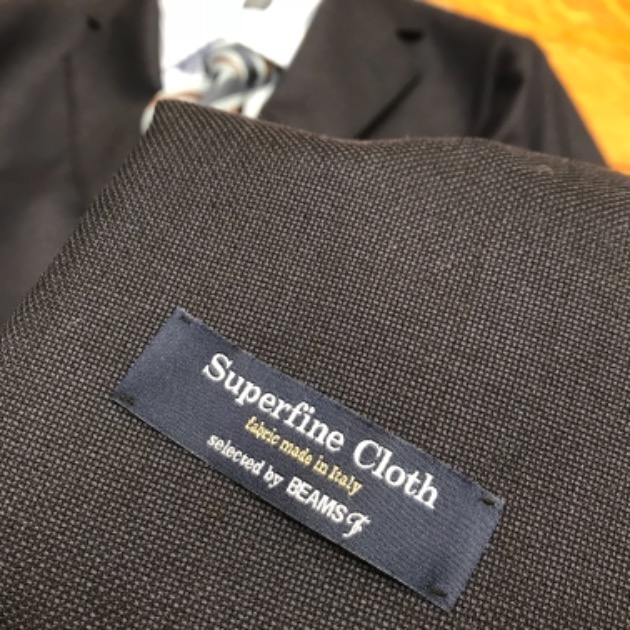 Superfine Cloth
fabric made in Italy
selected by BEAMS F